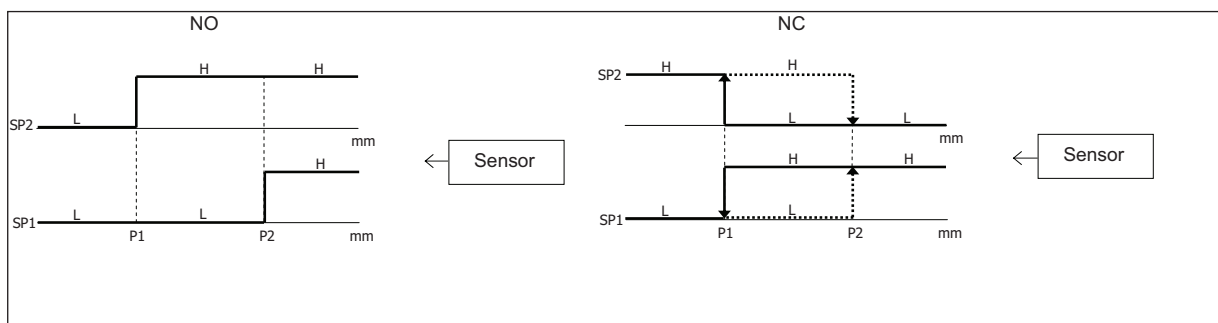 NO
H H
SP2 L
mm
H
SP1 L L
P1 P2 mm
Sensor
NC
SP2 H H
L L
mm
H H
SP1 L L
P1 P2 mm
Sensor